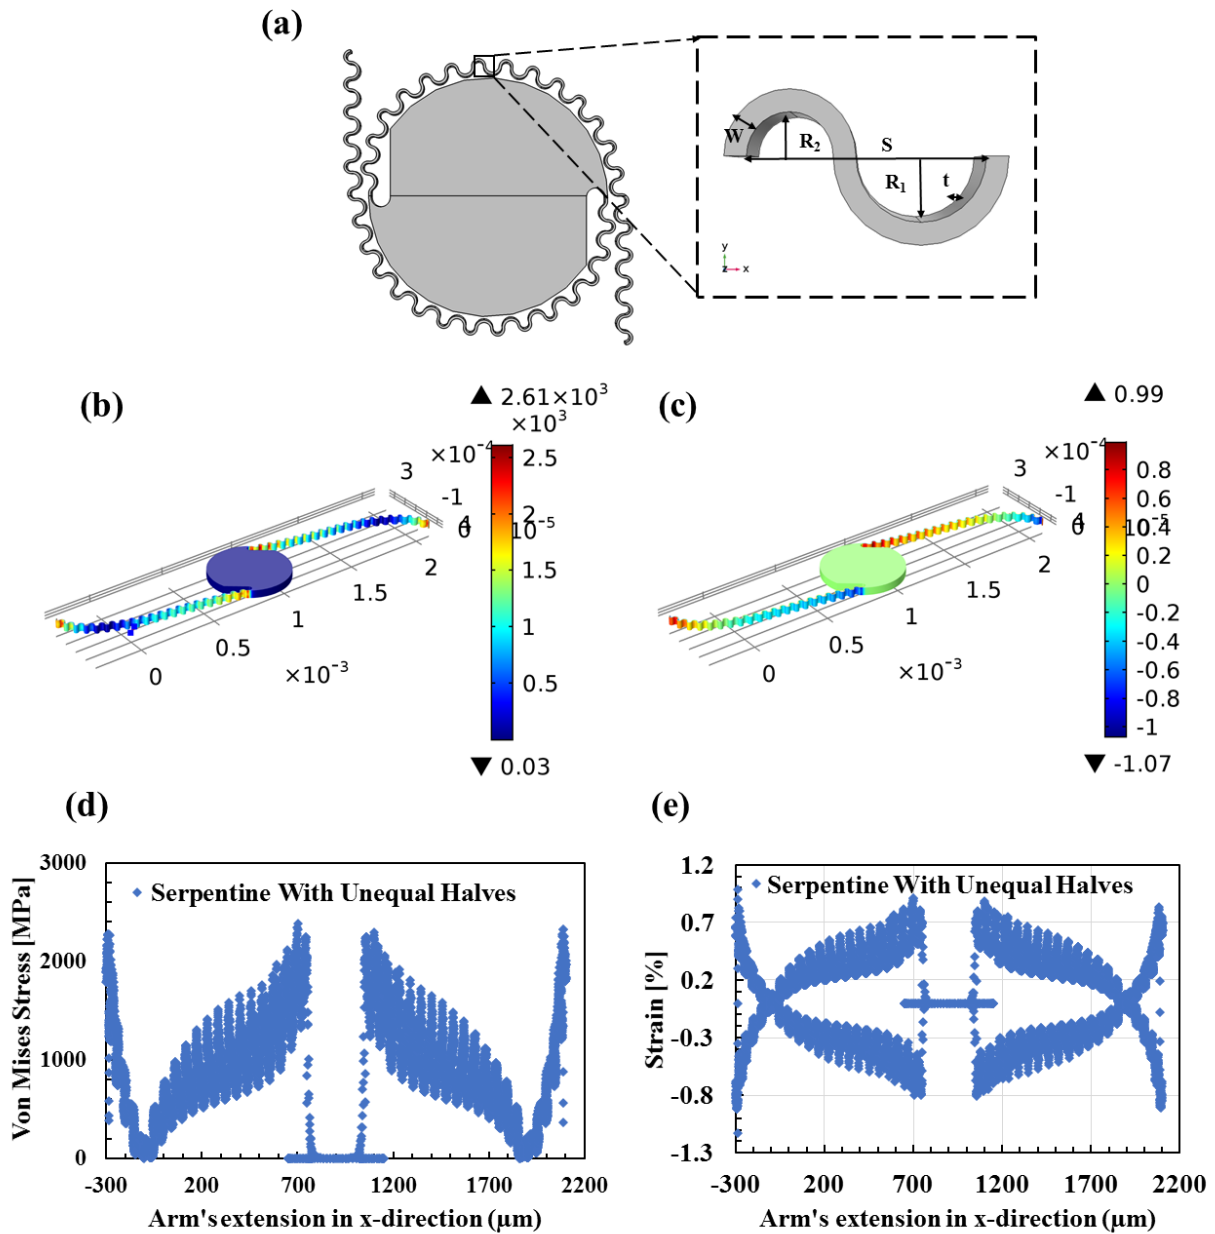 (a)
W
R2
S
R1
t
y
z
x
(b)
▲ 2.61×10³
×10³
×10⁻⁴
3
-1
4
0
10⁻⁵
2
1.5
1
0.5
0
×10⁻³
2.5
2
1.5
1
0.5
▼ 0.03
(c)
▲ 0.99
×10⁻⁴
3
-1
4
0
2
1.5
1
0.5
0
×10⁻³
0.8
0.6
0.4
0.2
0
-0.2
-0.4
-0.6
-0.8
-1
▼ -1.07
(d)
Von Mises Stress [MPa]
3000
2000
1000
0
Serpentine With Unequal Halves
-300 200 700 1200 1700 2200
Arm's extension in x-direction (µm)
(e)
Strain [%]
1.2
0.7
0.2
-0.3
-0.8
-1.3
Serpentine With Unequal Halves
-300 200 700 1200 1700 2200
Arm's extension in x-direction (µm)